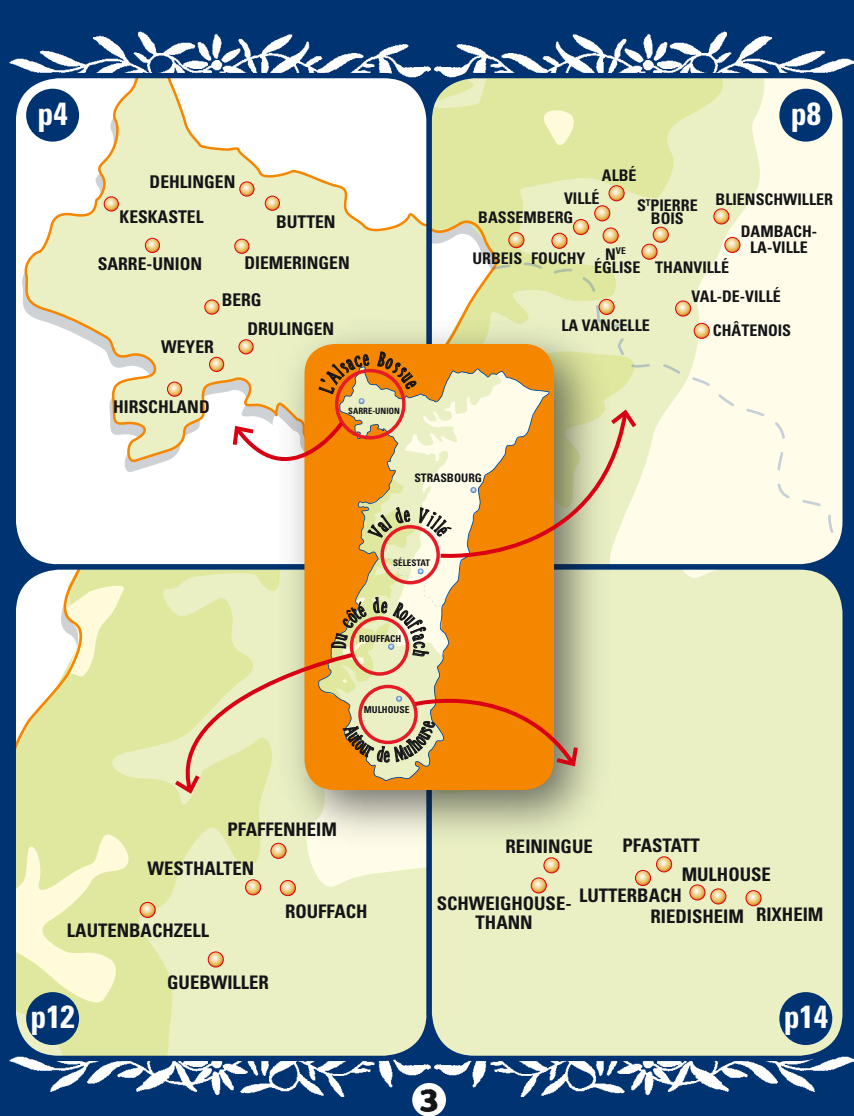 p4
DEHLINGEN
KESKASTEL
BUTTEN
SARRE-UNION
DIEMERINGEN
BERG
DRULINGEN
WEYER
HIRSCHLAND
p8
ALBÉ
VILLÉ
STPIERRE
BOIS
BLIENSCHWILLER
BASSEMBERG
DAMBACH-
LA-VILLE
URBEIS
FOUCHY
NVE
ÉGLISE
THANVILLÉ
VAL-DE-VILLÉ
LA VANCELLE
CHÂTENOIS
L'Alsace Bossue
SARRE-UNION
STRASBOURG
Val de Villé
SÉLESTAT
Du côté de Rouffach
ROUFFACH
MULHOUSE
Autour de Mulhouse
PFAFFENHEIM
WESTHALTEN
ROUFFACH
LAUTENBACHZELL
GUEBWILLER
p12
REININGUE
PFASTATT
MULHOUSE
SCHWEIGHOUSE-
THANN
LUTTERBACH
RIEDISHEIM
RIXHEIM
p14
3